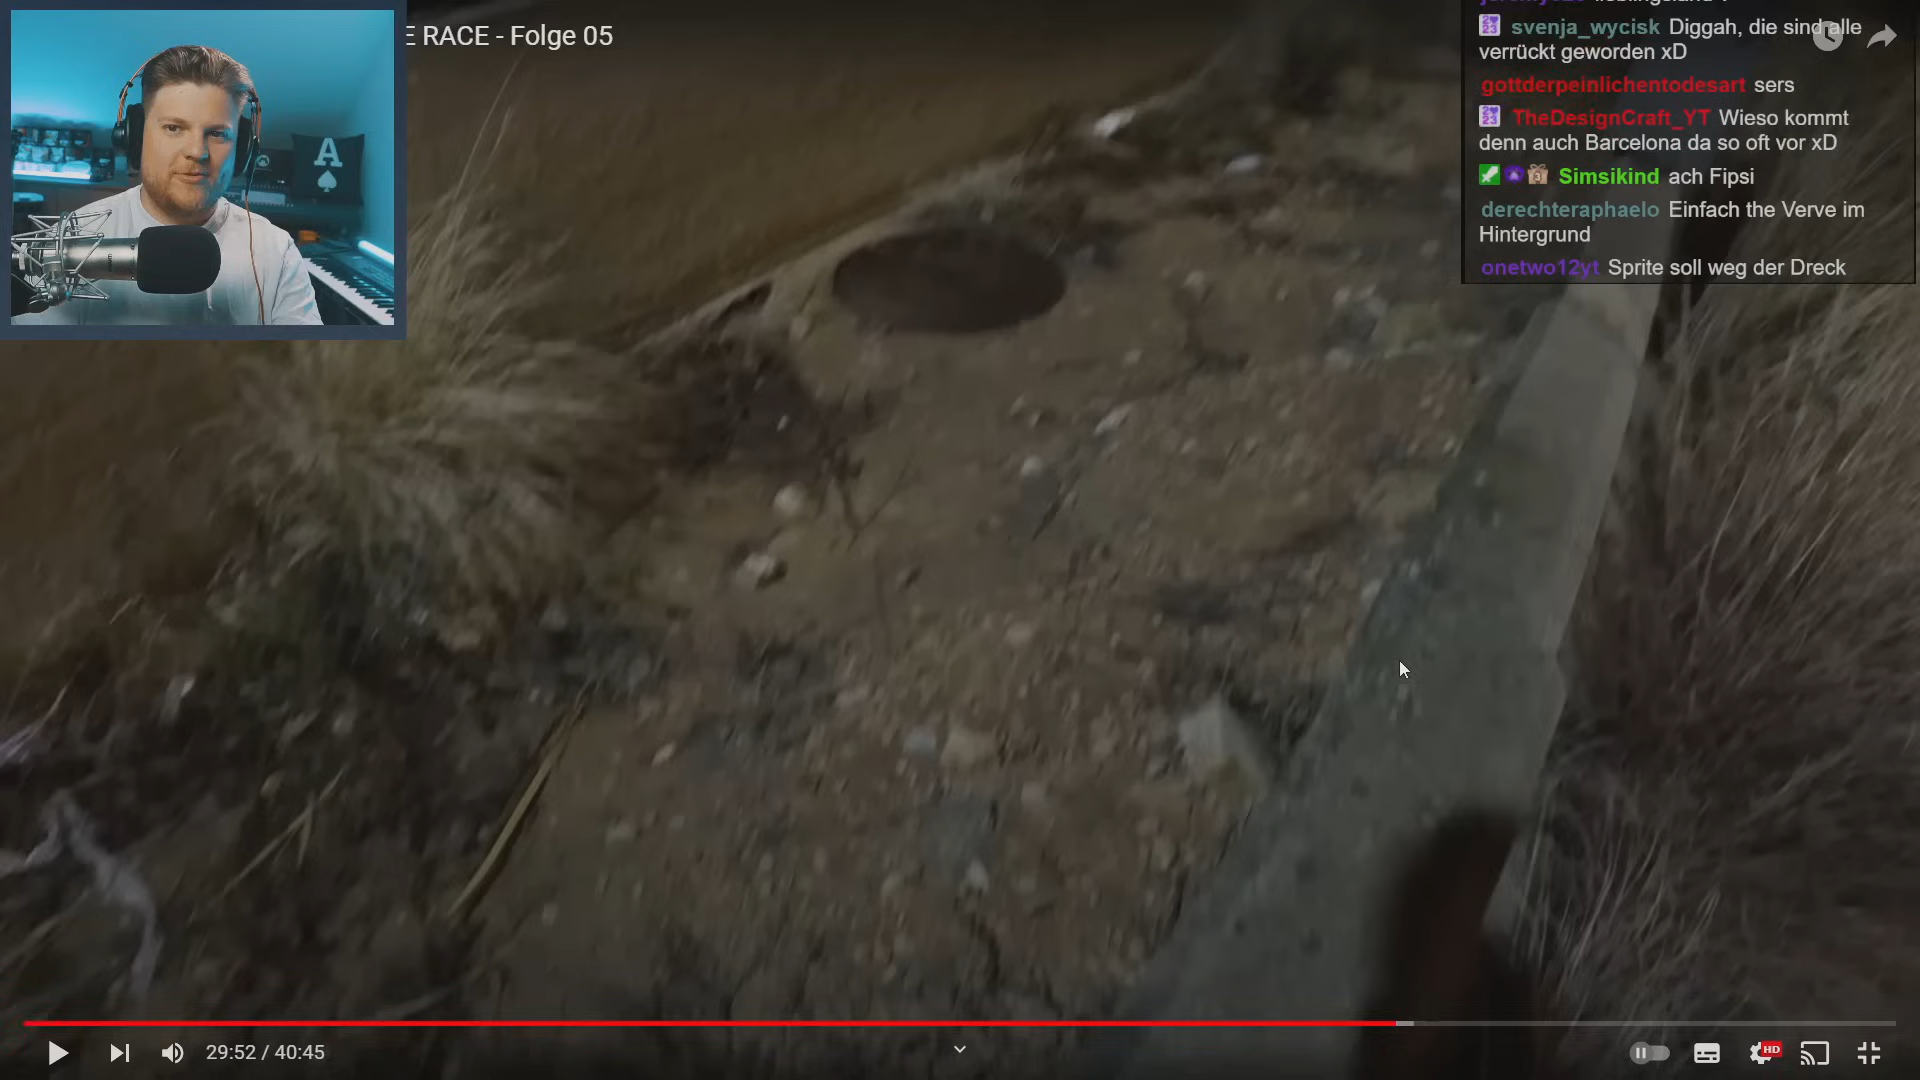 E RACE - Folge 05
svenja_wycisk Diggah, die sind alle
verrückt geworden xD
gottderpeinlichentodesart sers
TheDesignCraft_YT Wieso kommt
denn auch Barcelona da so oft vor xD
Simsikind ach Fipsi
derechteraphaelo Einfach the Verve im
Hintergrund
onetwo12yt Sprite soll weg der Dreck
A
29:52 / 40:45
HD